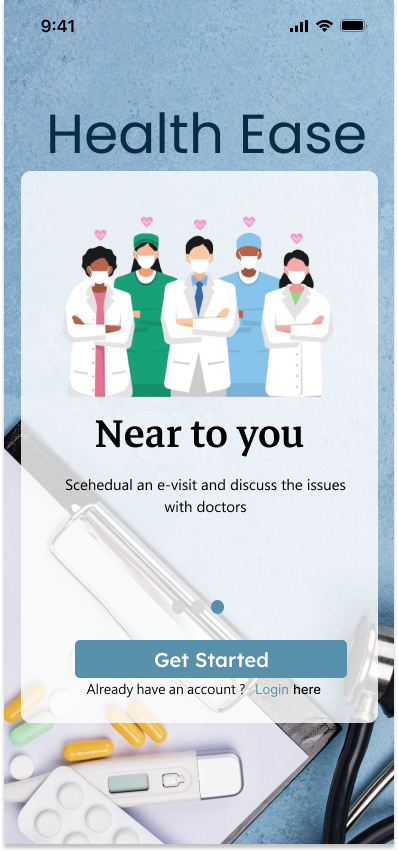 9:41
Health Ease
Near to you
Scehedual an e-visit and discuss the issues
with doctors
Get Started
Already have an account ? Login here